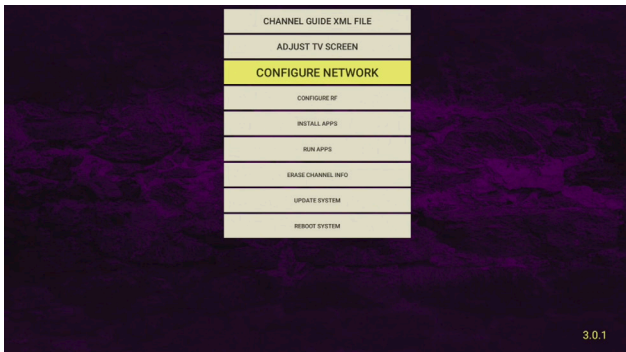 CHANNEL GUIDE XML FILE
ADJUST TV SCREEN
CONFIGURE NETWORK
CONFIGURE RF
INSTALL APPS
RUN APPS
ERASE CHANNEL INFO
UPDATE SYSTEM
REBOOT SYSTEM
3.0.1